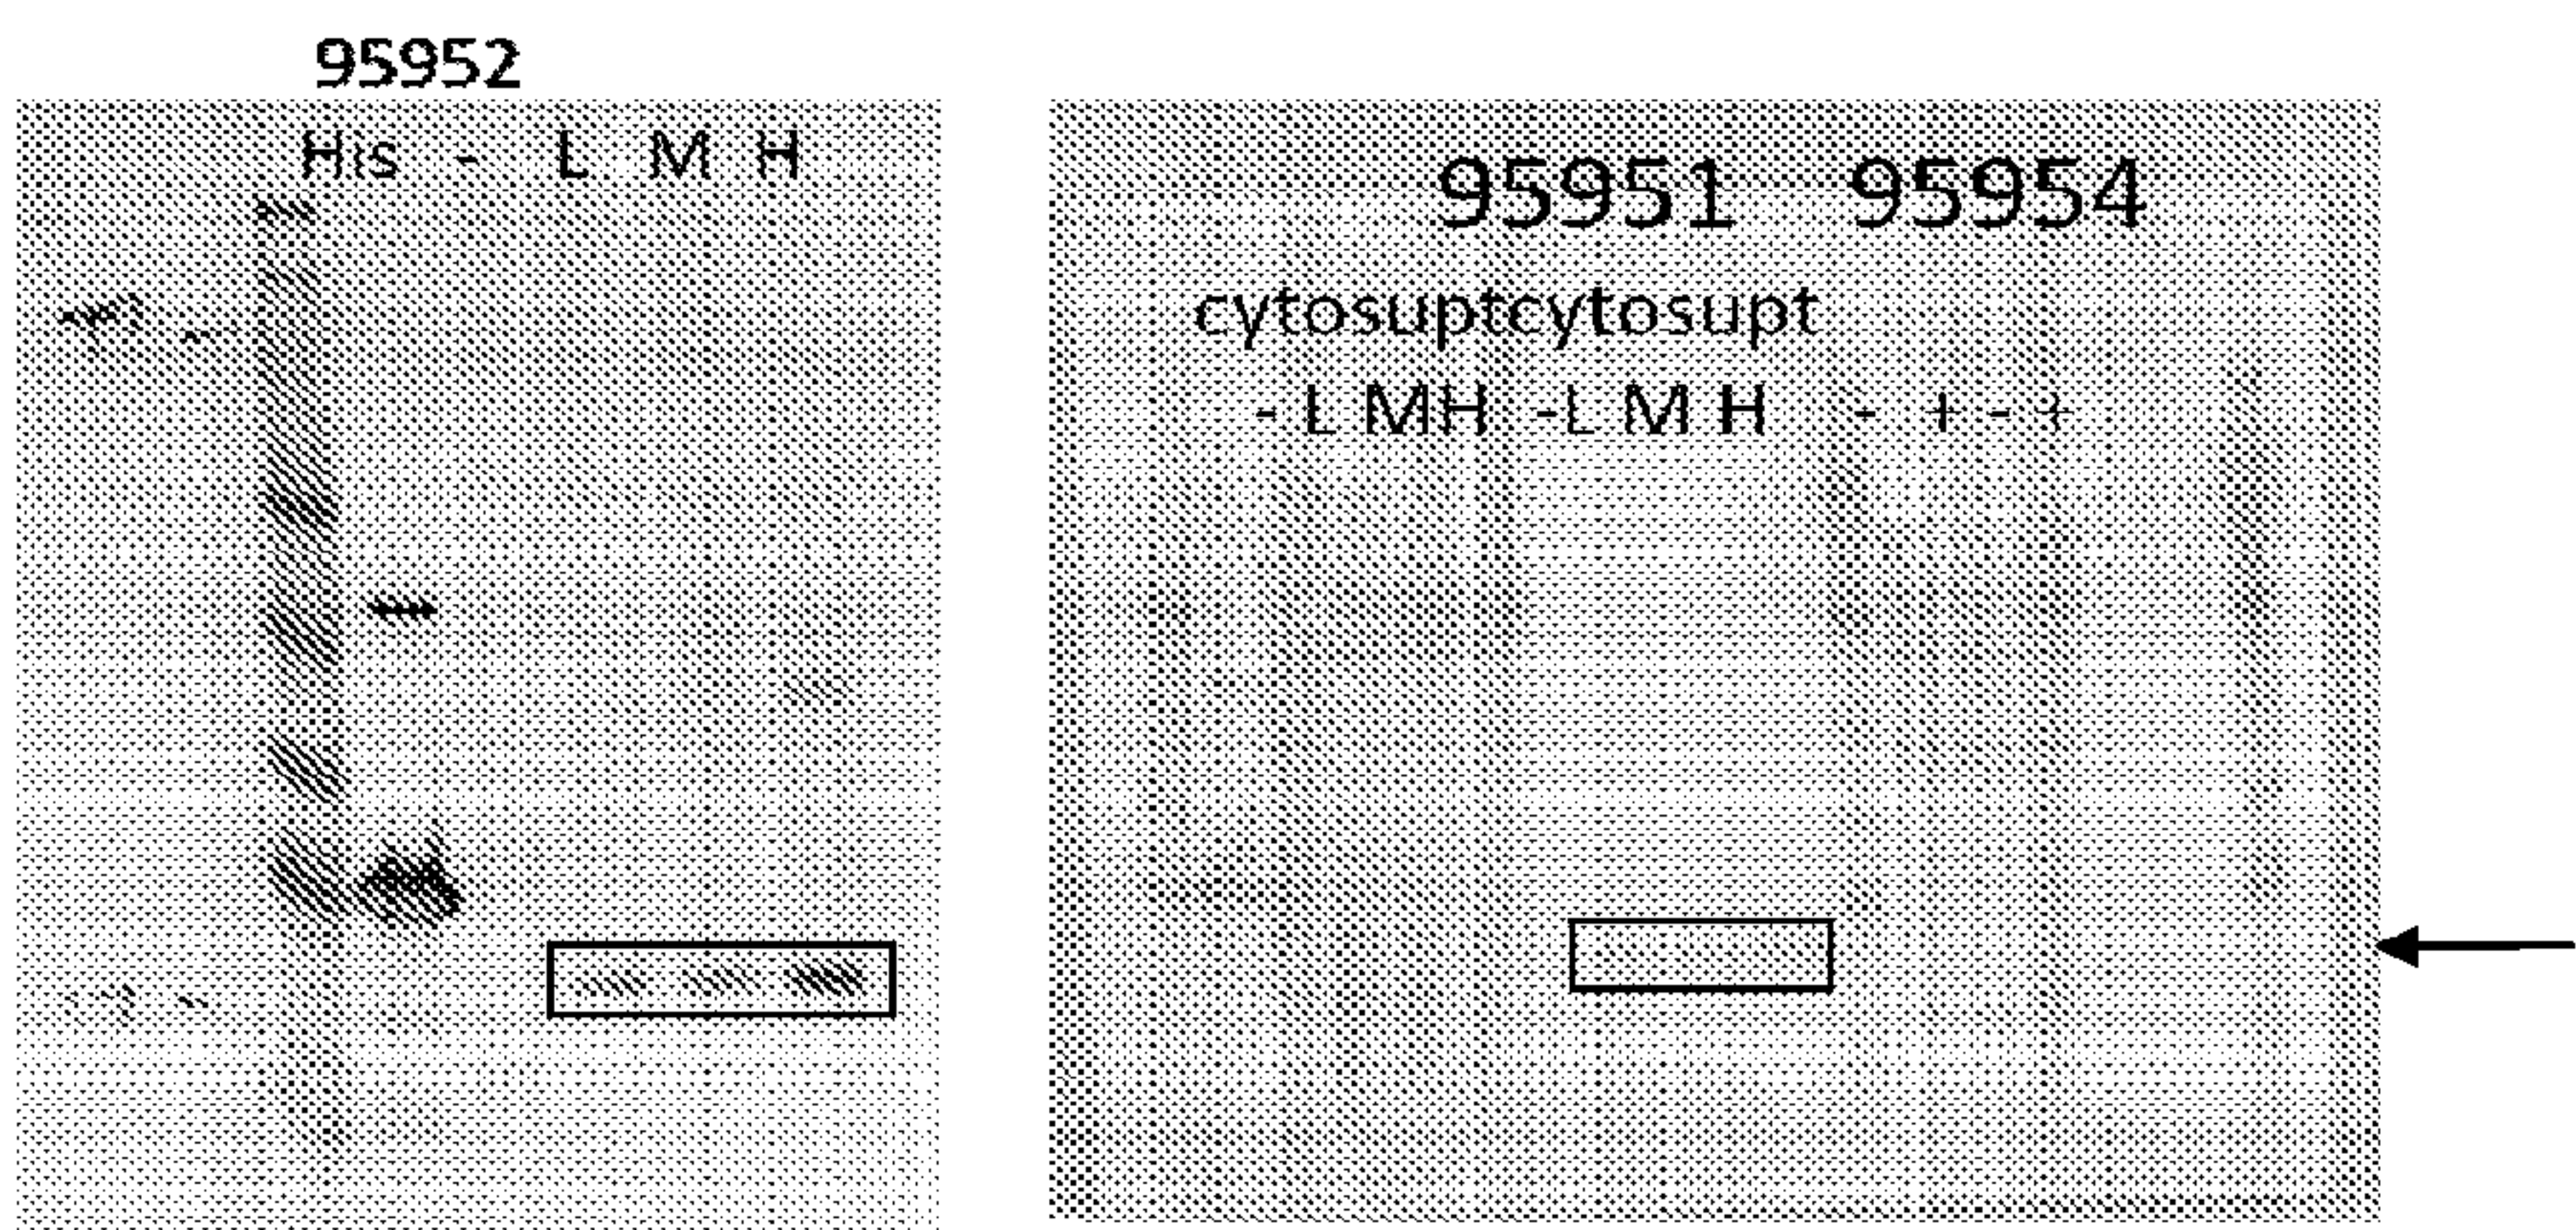 95952
His - L M H
95951 95954
cytosuptcytosupt
- L M H - L M H - + - +